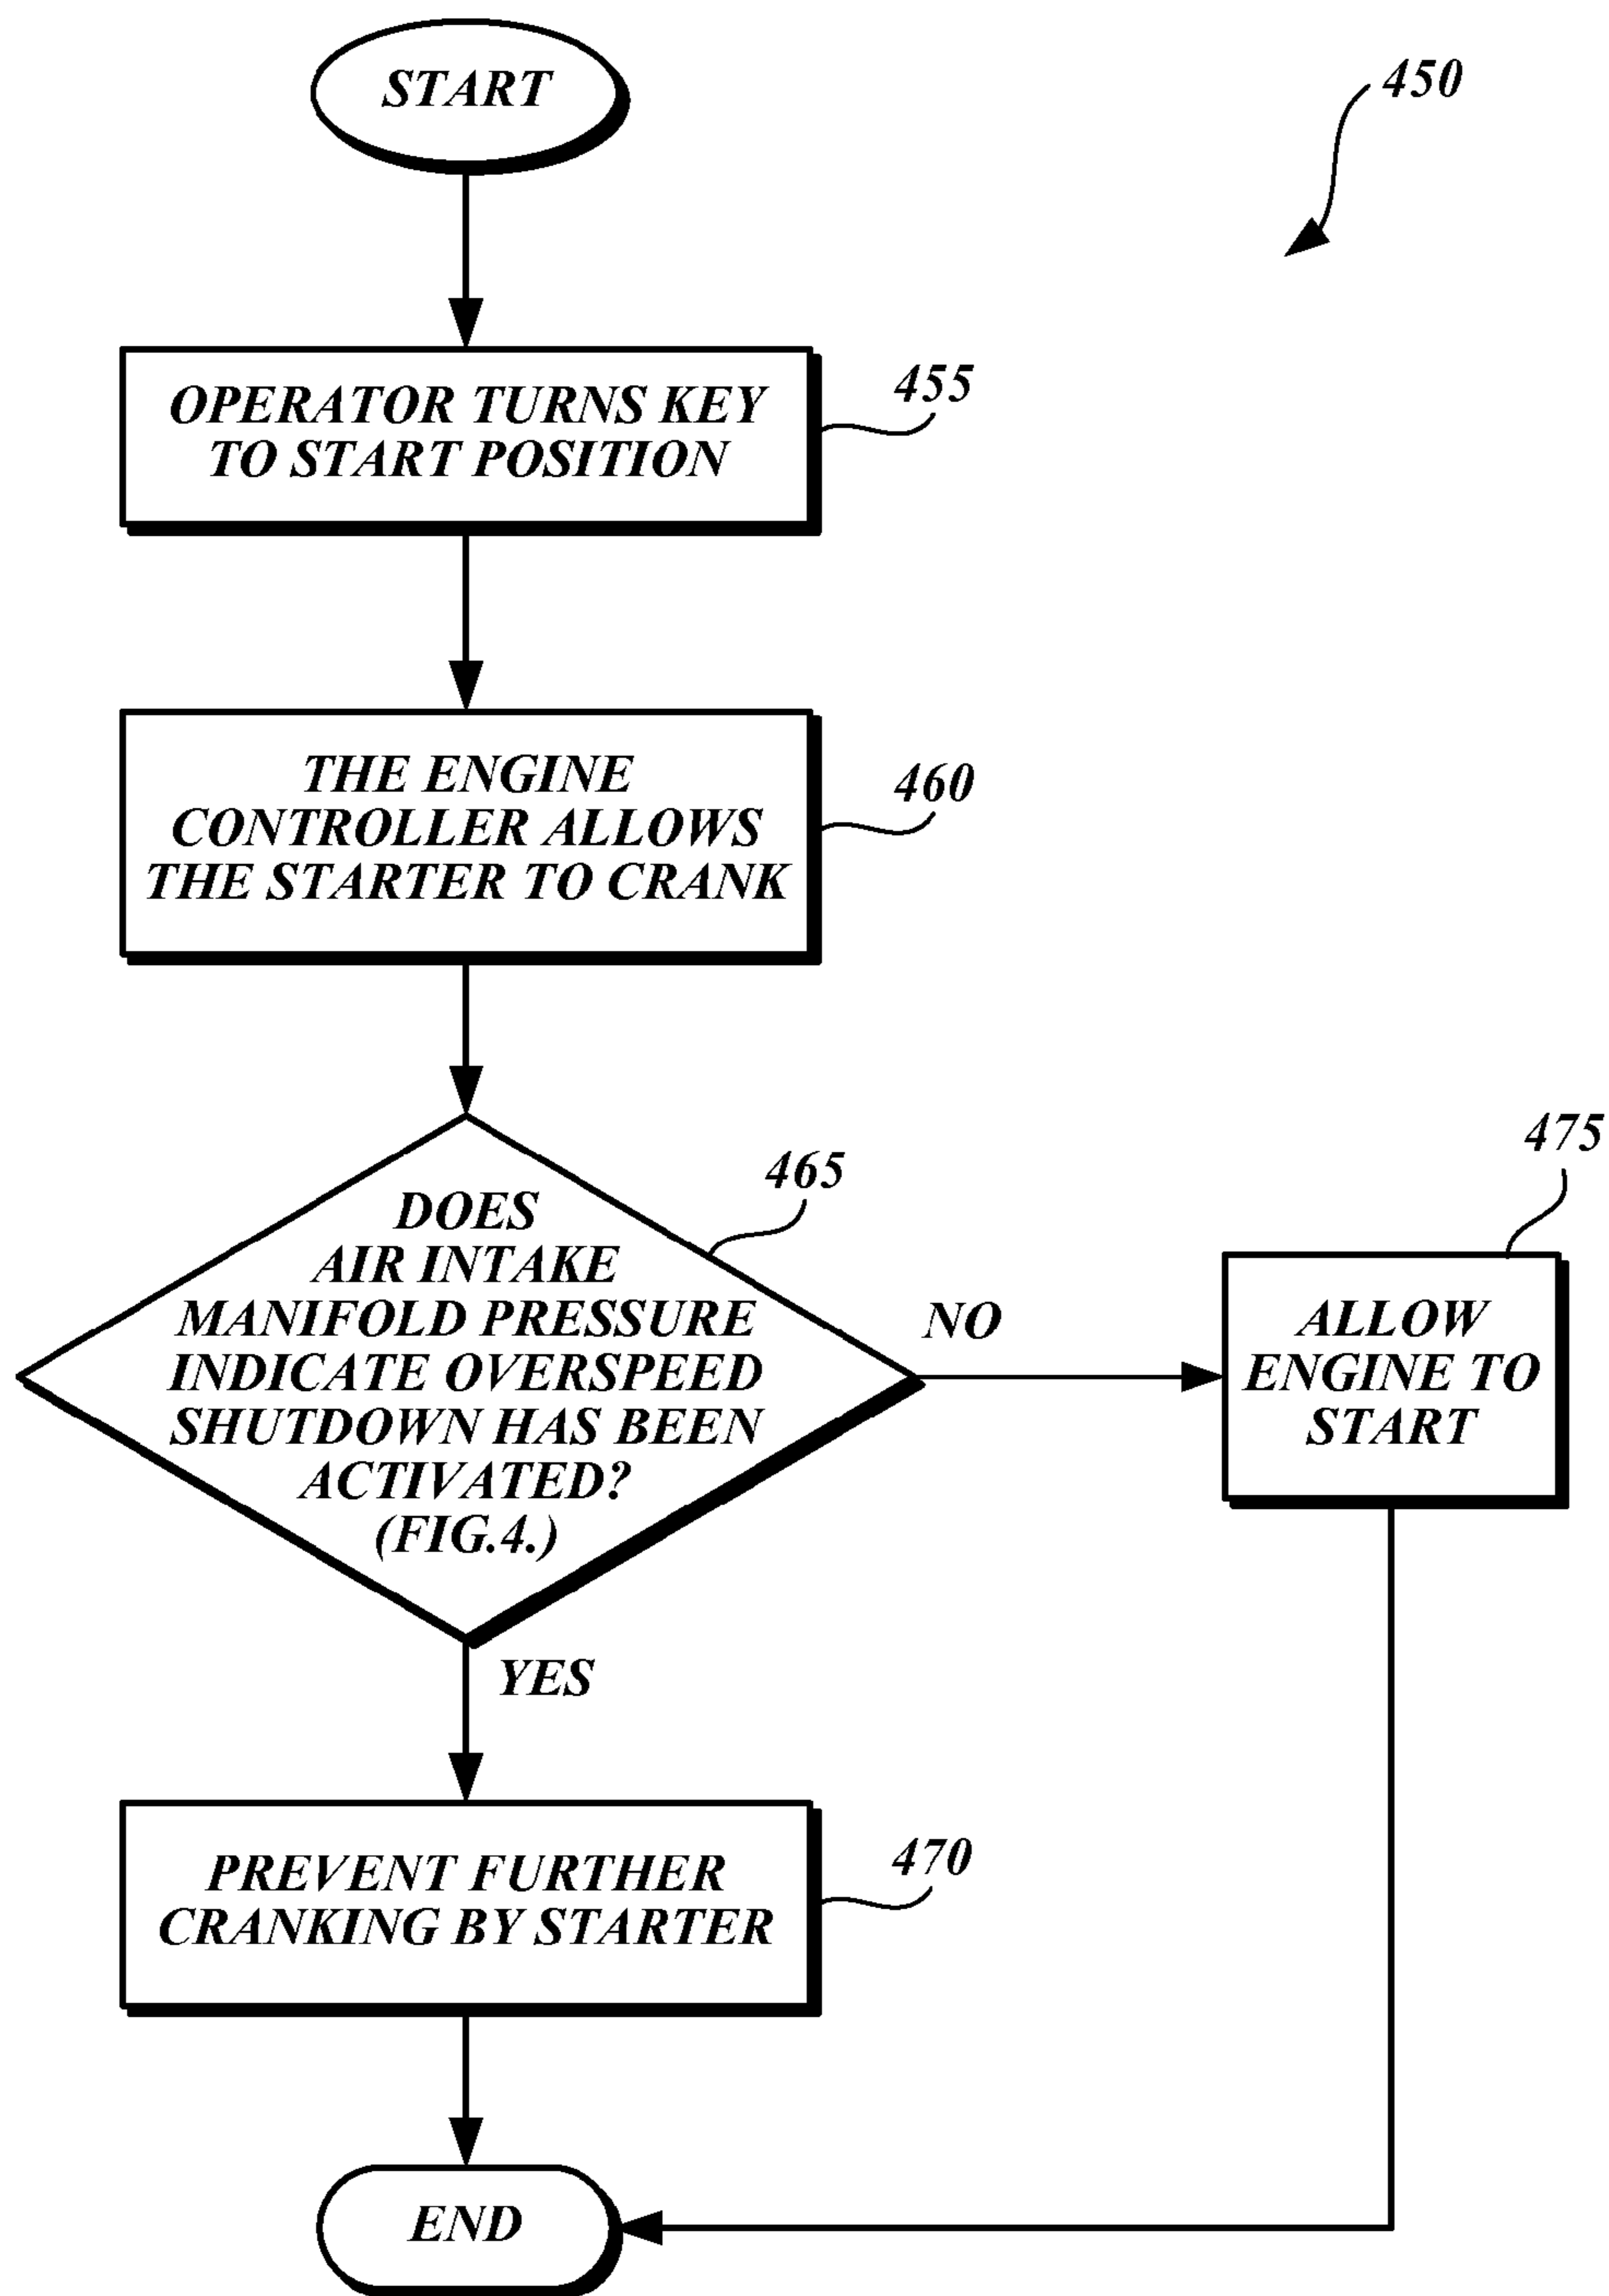 START
450
OPERATOR TURNS KEY
TO START POSITION
455
THE ENGINE
CONTROLLER ALLOWS
THE STARTER TO CRANK
460
DOES
AIR INTAKE
MANIFOLD PRESSURE
INDICATE OVERSPEED
SHUTDOWN HAS BEEN
ACTIVATED?
(FIG.4.)
465
NO
475
ALLOW
ENGINE TO
START
YES
PREVENT FURTHER
CRANKING BY STARTER
470
END